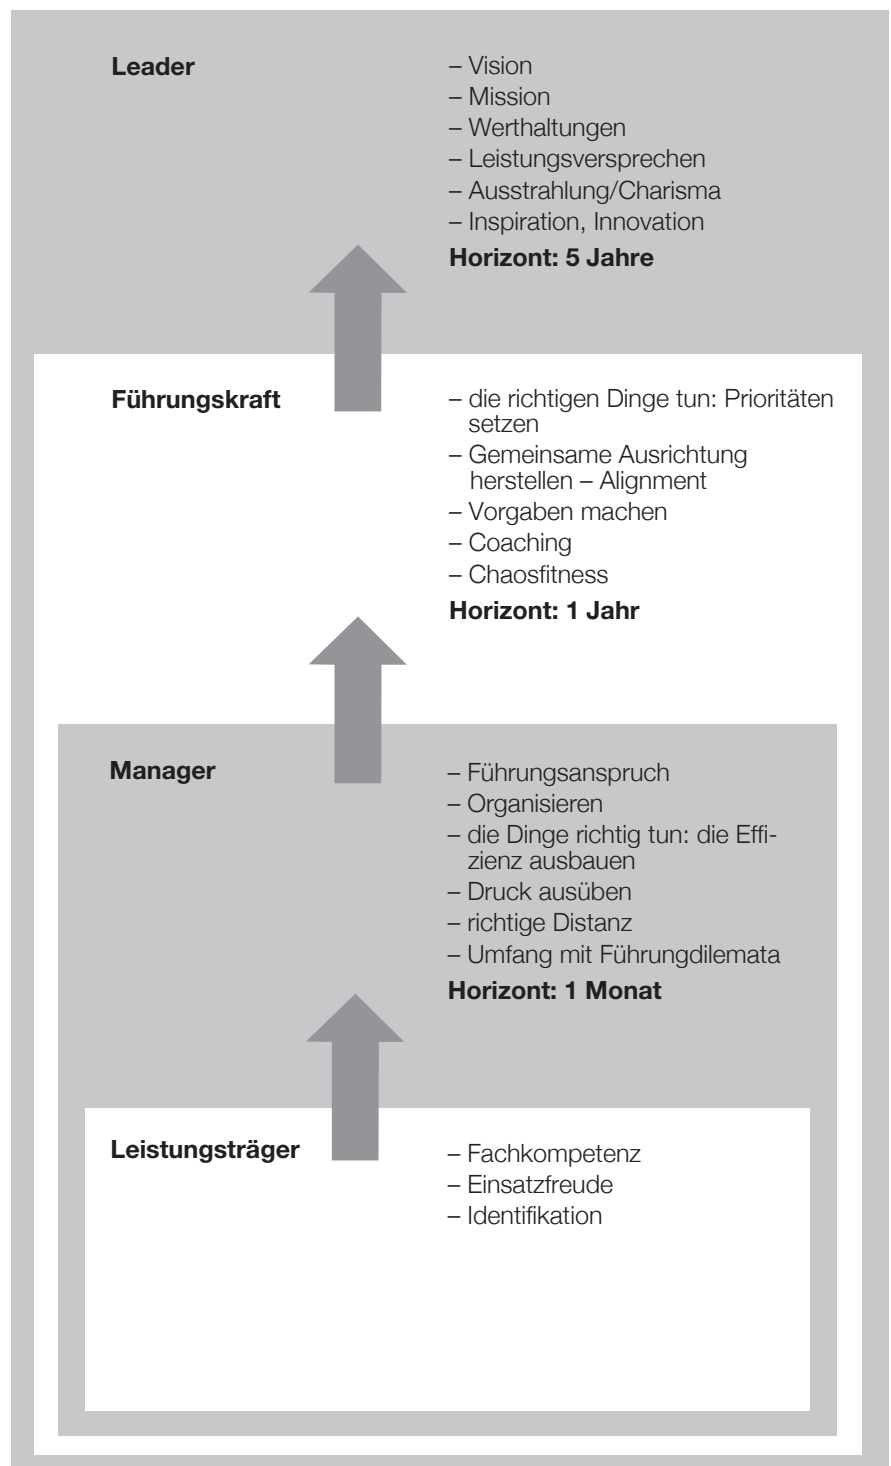 Leader
– Vision
– Mission
– Werthaltungen
– Leistungsversprechen
– Ausstrahlung/Charisma
– Inspiration, Innovation
Horizont: 5 Jahre
Führungskraft
– die richtigen Dinge tun: Prioritäten
setzen
– Gemeinsame Ausrichtung
herstellen – Alignment
– Vorgaben machen
– Coaching
– Chaosfitness
Horizont: 1 Jahr
Manager
– Führungsanspruch
– Organisieren
– die Dinge richtig tun: die Effi-
zienz ausbauen
– Druck ausüben
– richtige Distanz
– Umfang mit Führungdilemata
Horizont: 1 Monat
Leistungsträger
– Fachkompetenz
– Einsatzfreude
– Identifikation